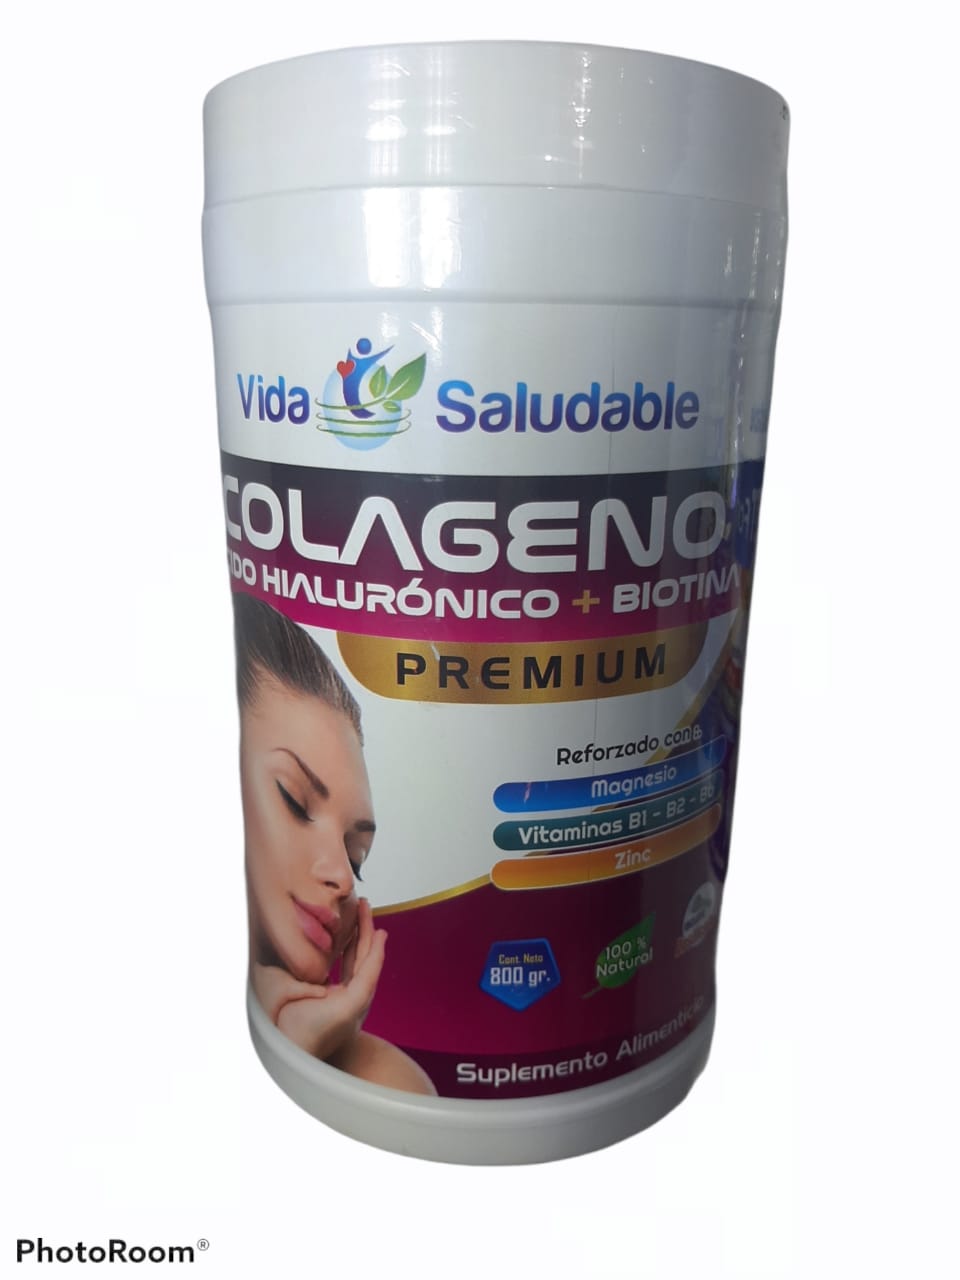 Vida Saludable
COLAGENO
CIDO HIALURÓNICO + BIOTINA
PREMIUM
Reforzado con
Magnesio
Vitaminas B1 - B2 - B6
Zinc
Cont. Neto
800 gr.
100 %
Natural
Suplemento Alimenticio
PhotoRoom®